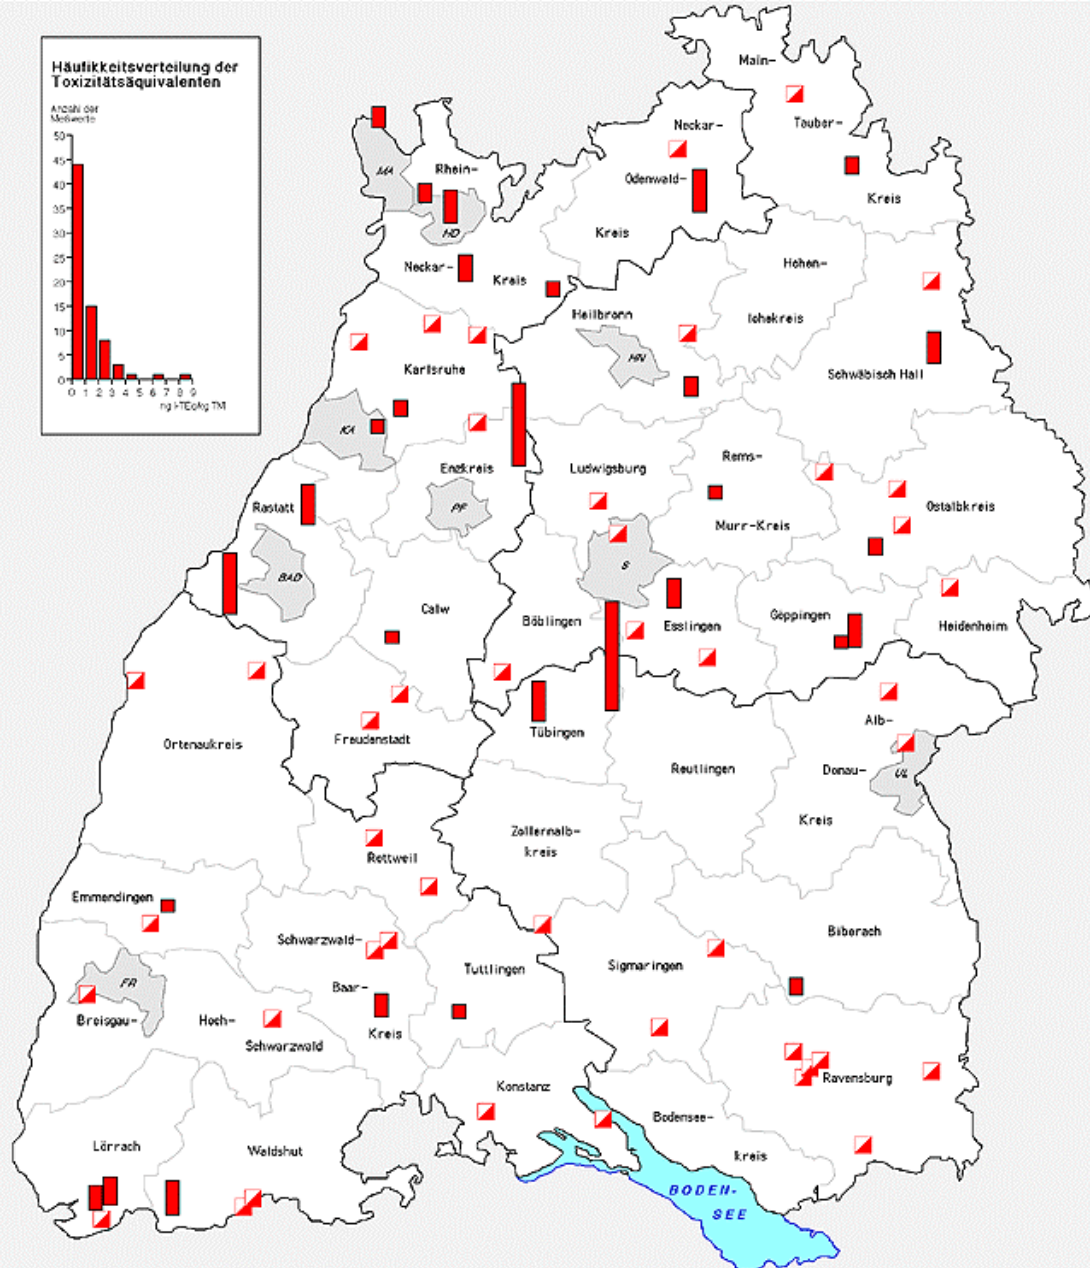 Häufikkeitsverteilung der
Toxizitätsäquivalenten
Anzahl der
Meßwerte
50
45
40
35
30
25
20
15
10
5
0
0 1 2 3 4 5 6 7 8 9
ng I-TEq/kg TM
Main-
Tauber-
Kreis
Neckar-
Odenwald-
Kreis
MA
Rhein-
HD
Neckar-
Kreis
Hohen-
lohekreis
Heilbronn
HN
Schwäbisch Hall
Karlsruhe
KA
Enzkreis
PF
Ludwigsburg
Rems-
Murr-Kreis
Ostalbkreis
Rastatt
BAD
S
Calw
Böblingen
Esslingen
Göppingen
Heidenheim
Ortenaukreis
Freudenstadt
Tübingen
Reutlingen
Alb-
Donau-
Kreis
UL
Rottweil
Zollernalb-
kreis
Emmendingen
Schwarzwald-
Baar-
Kreis
Tuttlingen
Sigmaringen
Biberach
FR
Breisgau-
Hoch-
Schwarzwald
Konstanz
Ravensburg
Bodensee-
kreis
Lörrach
Waldshut
BODEN-
SEE